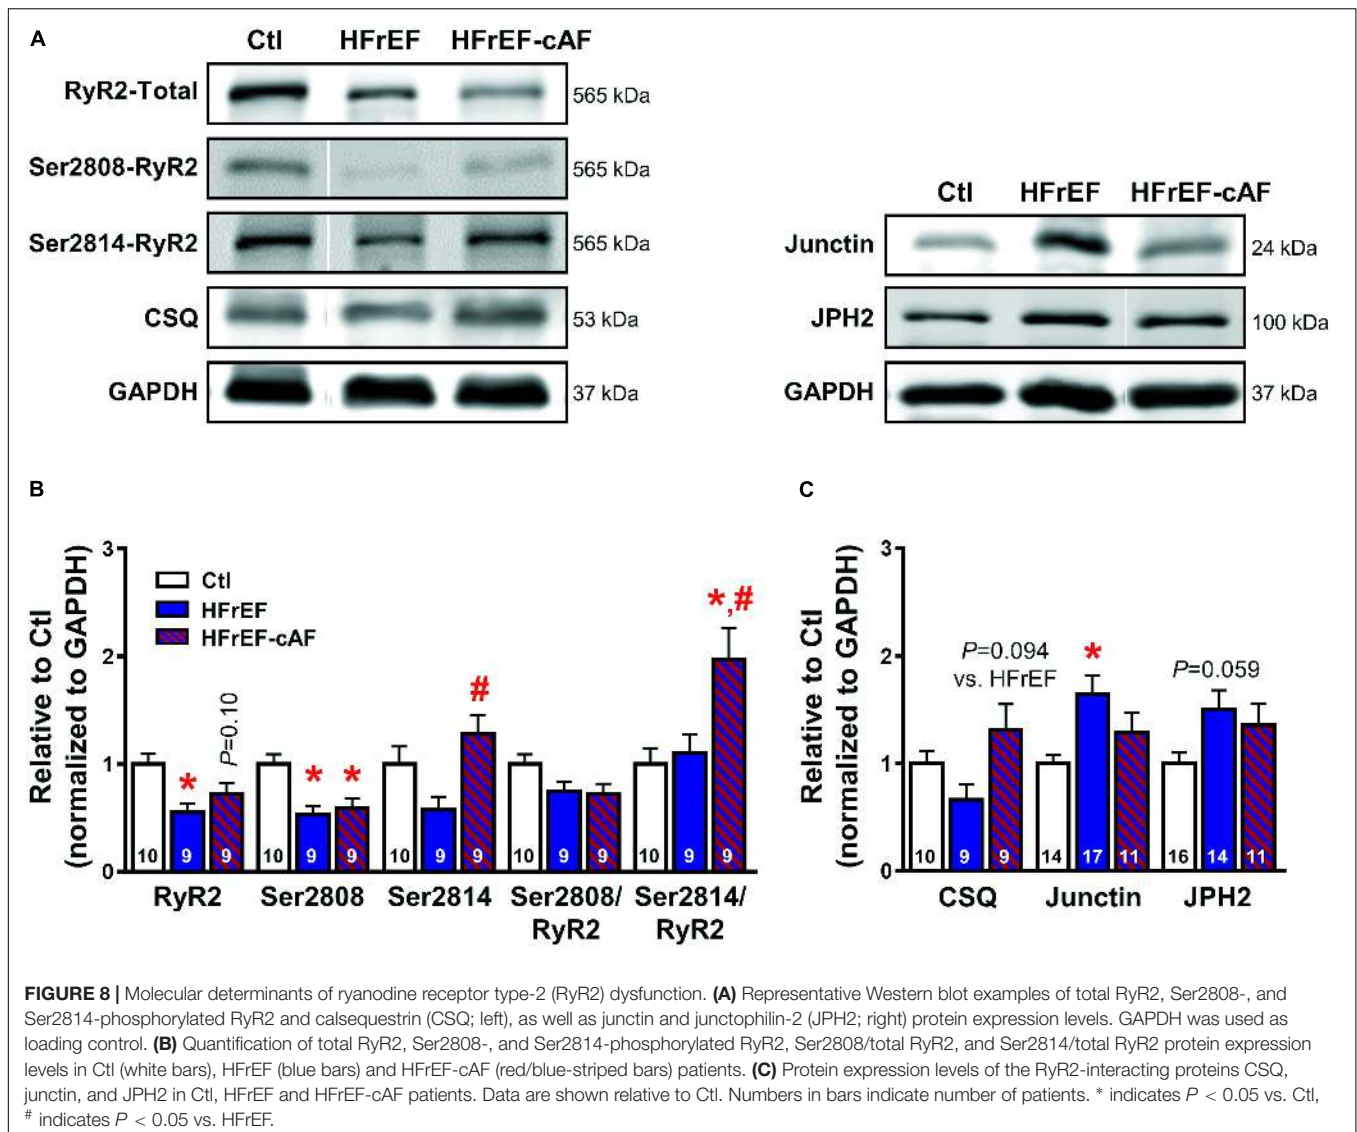 A
Ctl HFrEF HFrEF-cAF
RyR2-Total 565 kDa
Ser2808-RyR2 565 kDa
Ser2814-RyR2 565 kDa
CSQ 53 kDa
GAPDH 37 kDa
Ctl HFrEF HFrEF-cAF
Junctin 24 kDa
JPH2 100 kDa
GAPDH 37 kDa
B
Relative to Ctl
(normalized to GAPDH)
3
2
1
0
Ctl
HFrEF
HFrEF-cAF
* P=0.10 * * # *,#
10 9 9 10 9 9 10 9 9 10 9 9 10 9 9
RyR2 Ser2808 Ser2814 Ser2808/ Ser2814/
RyR2 RyR2
C
Relative to Ctl
(normalized to GAPDH)
3
2
1
0
P=0.094
vs. HFrEF
*
P=0.059
10 9 9 14 17 11 16 14 11
CSQ Junctin JPH2
FIGURE 8 | Molecular determinants of ryanodine receptor type-2 (RyR2) dysfunction. (A) Representative Western blot examples of total RyR2, Ser2808-, and
Ser2814-phosphorylated RyR2 and calsequestrin (CSQ; left), as well as junctin and junctophilin-2 (JPH2; right) protein expression levels. GAPDH was used as
loading control. (B) Quantification of total RyR2, Ser2808-, and Ser2814-phosphorylated RyR2, Ser2808/total RyR2, and Ser2814/total RyR2 protein expression
levels in Ctl (white bars), HFrEF (blue bars) and HFrEF-cAF (red/blue-striped bars) patients. (C) Protein expression levels of the RyR2-interacting proteins CSQ,
junctin, and JPH2 in Ctl, HFrEF and HFrEF-cAF patients. Data are shown relative to Ctl. Numbers in bars indicate number of patients. * indicates P < 0.05 vs. Ctl,
# indicates P < 0.05 vs. HFrEF.